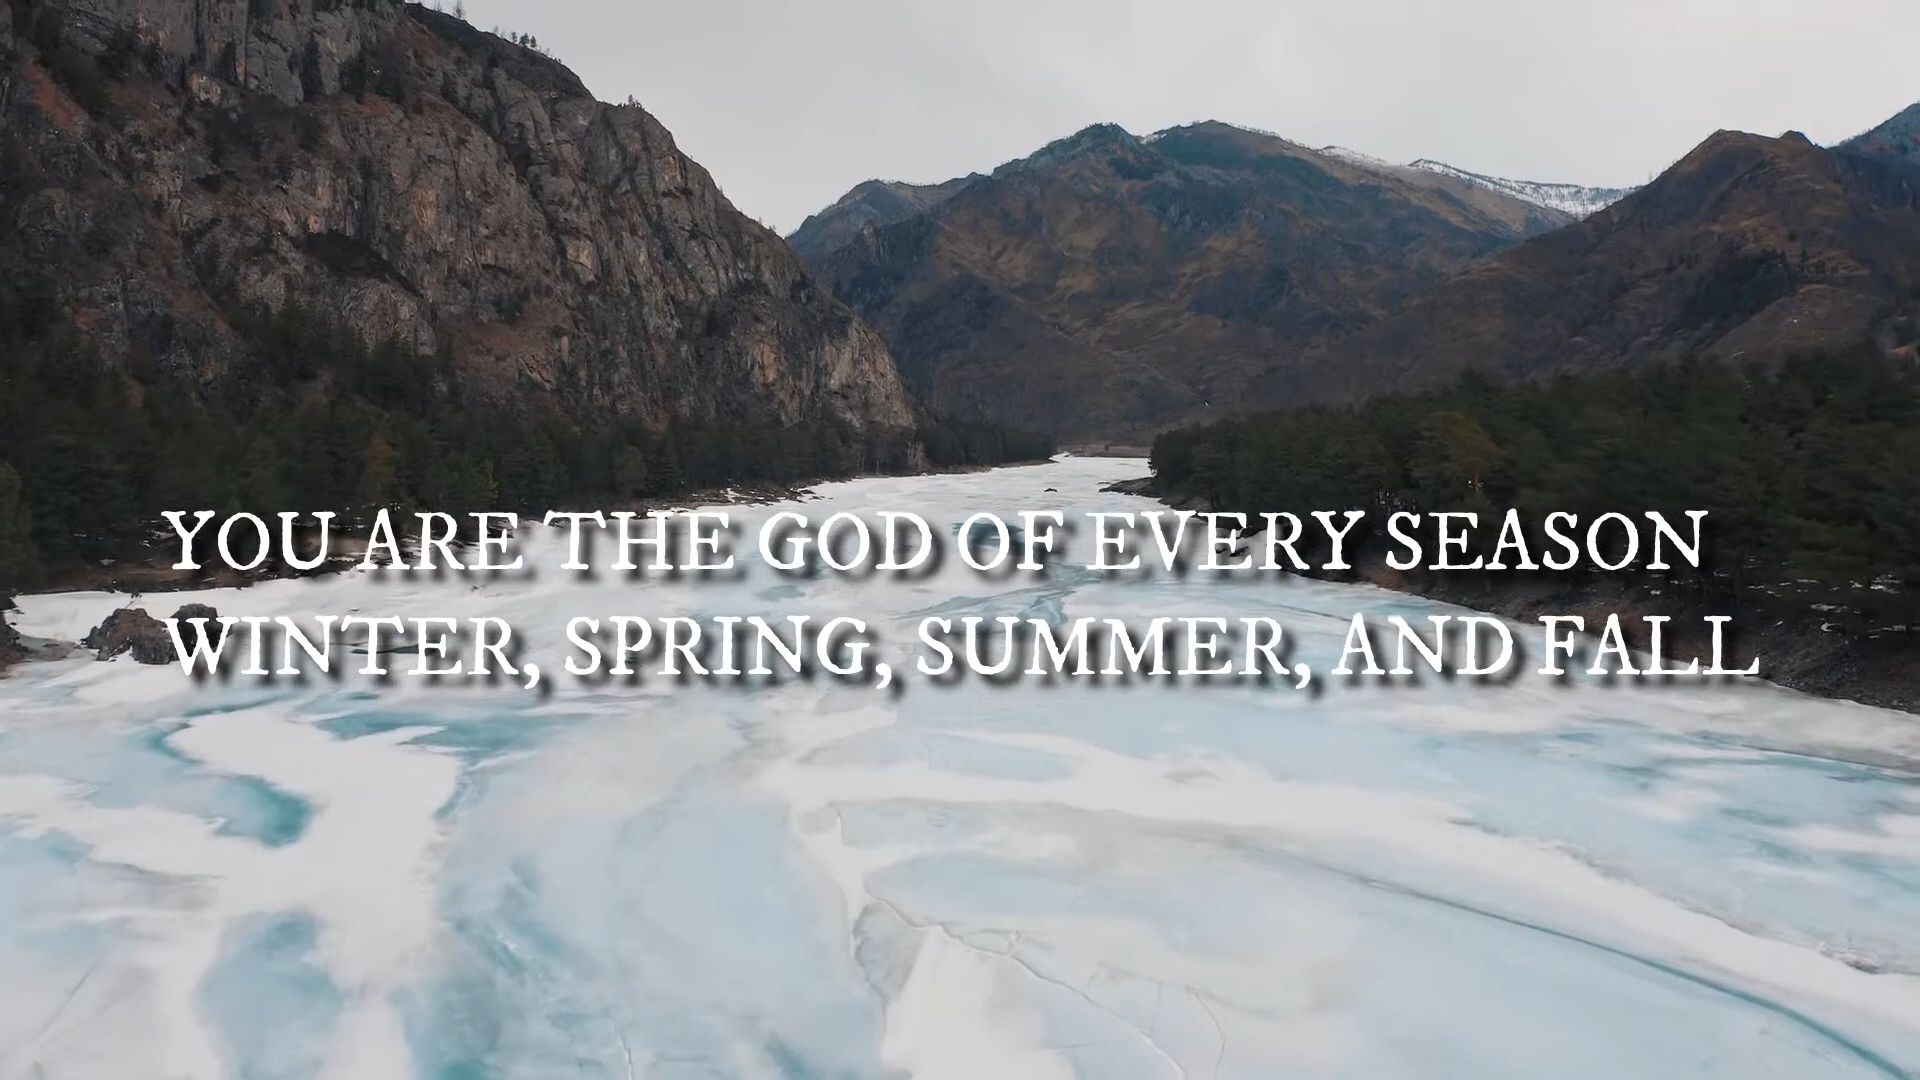 YOU ARE THE GOD OF EVERY SEASON
WINTER, SPRING, SUMMER, AND FALL